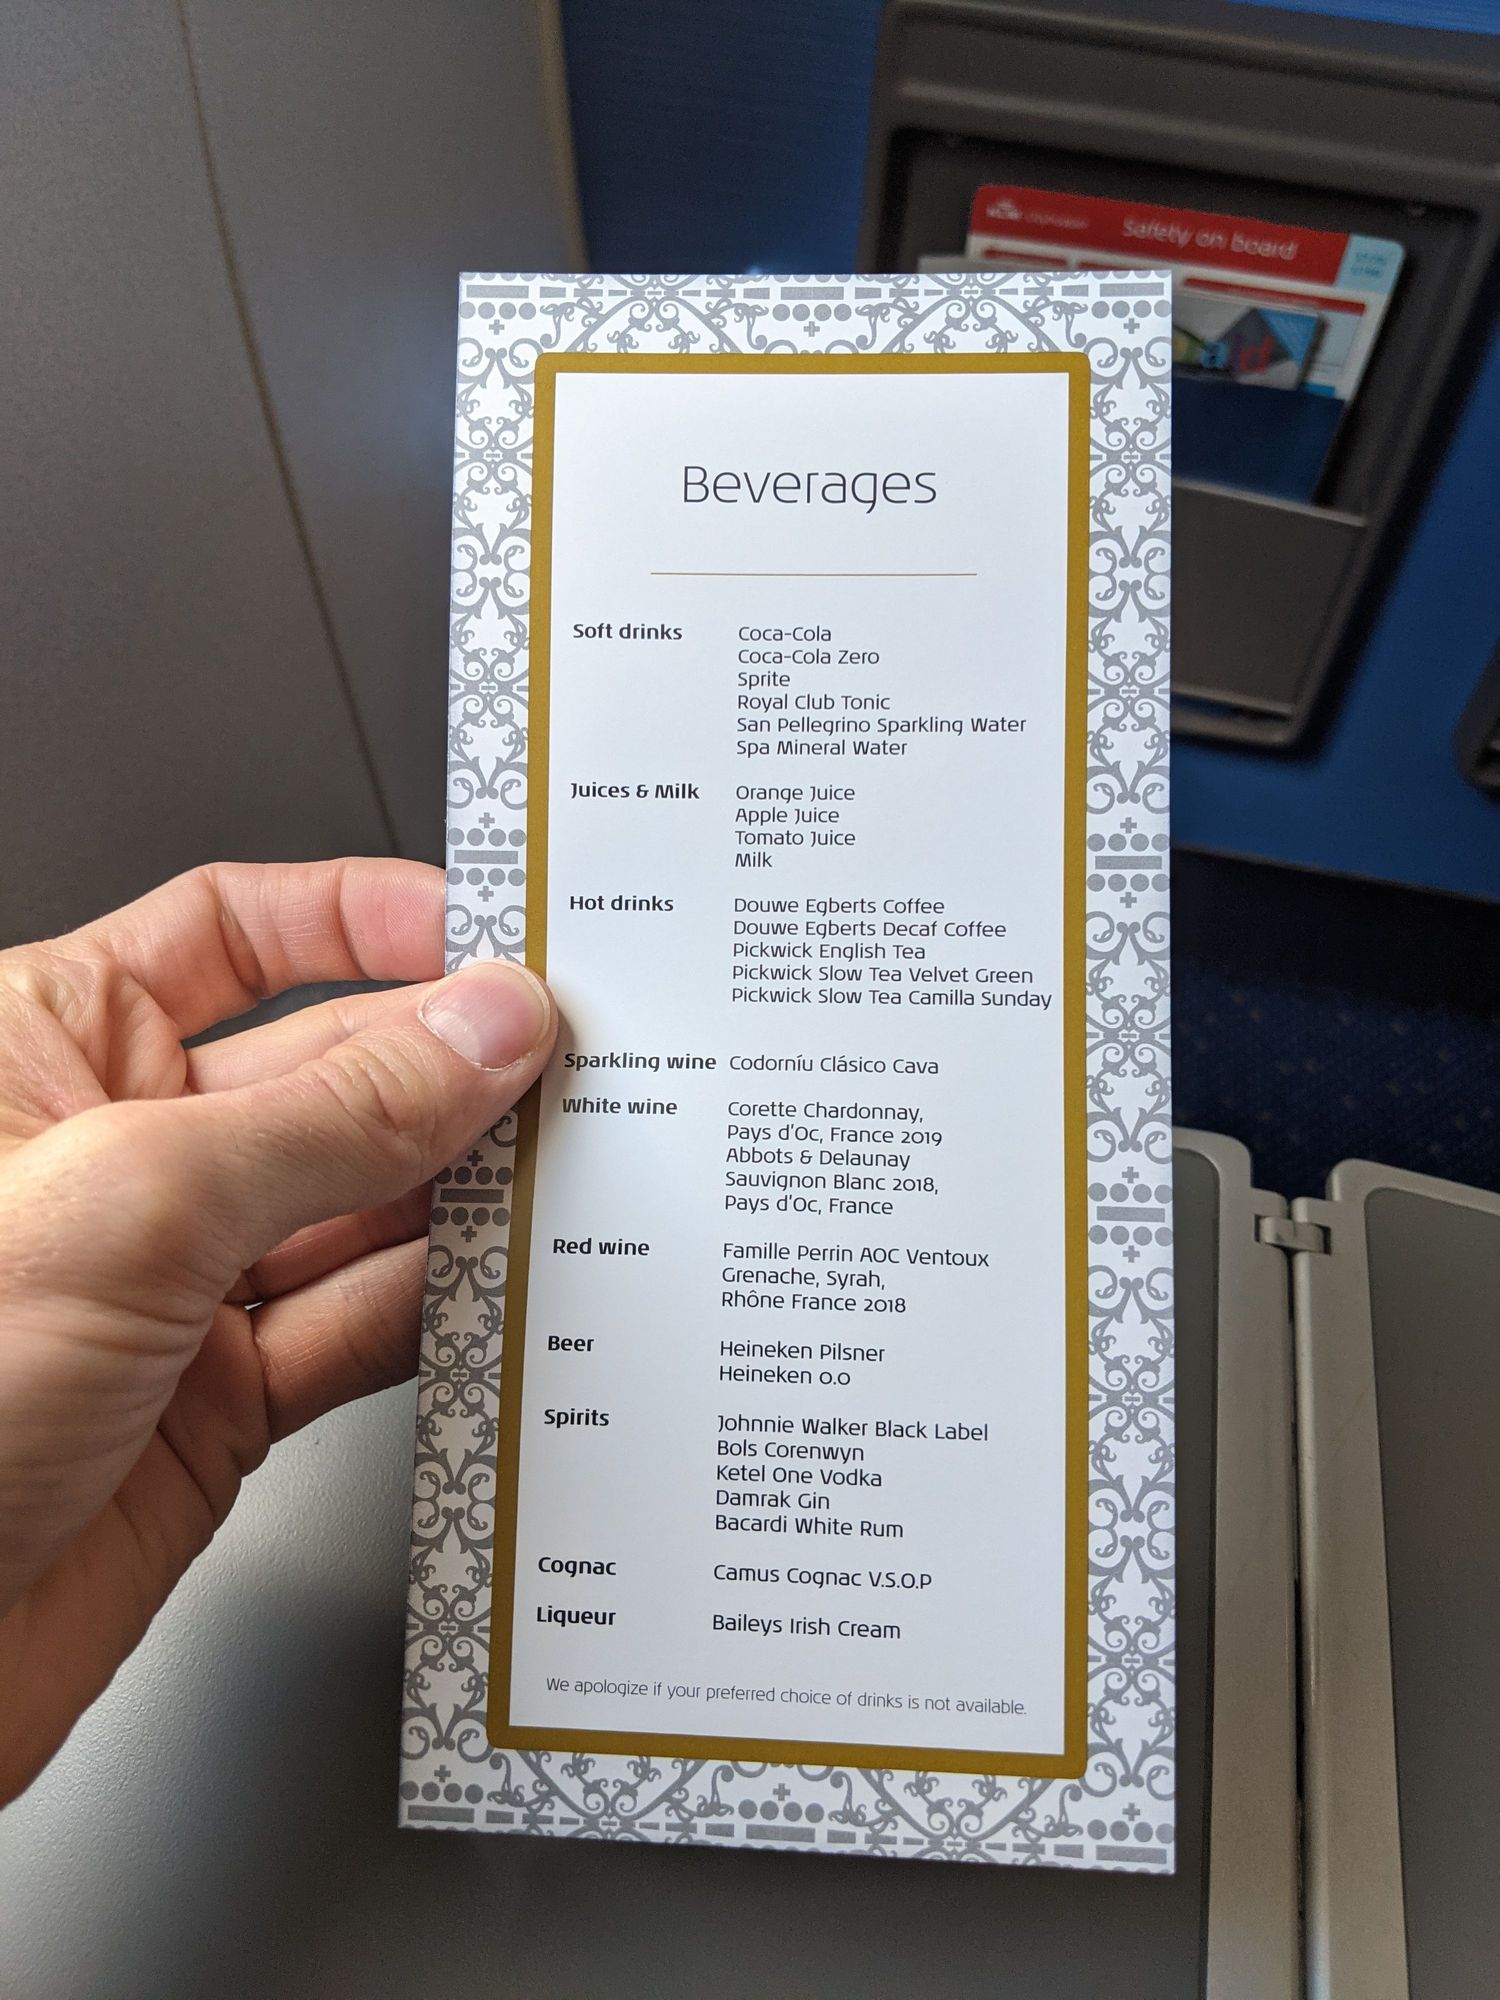 Safety on board
Beverages
Soft drinks Coca-Cola
Coca-Cola Zero
Sprite
Royal Club Tonic
San Pellegrino Sparkling Water
Spa Mineral Water
Juices & Milk Orange Juice
Apple Juice
Tomato Juice
Milk
Hot drinks Douwe Egberts Coffee
Douwe Egberts Decaf Coffee
Pickwick English Tea
Pickwick Slow Tea Velvet Green
Pickwick Slow Tea Camilla Sunday
Sparkling wine Codorníu Clásico Cava
White wine Corette Chardonnay,
Pays d'Oc, France 2019
Abbots & Delaunay
Sauvignon Blanc 2018,
Pays d'Oc, France
Red wine Famille Perrin AOC Ventoux
Grenache, Syrah,
Rhône France 2018
Beer Heineken Pilsner
Heineken 0.0
Spirits Johnnie Walker Black Label
Bols Corenwyn
Ketel One Vodka
Damrak Gin
Bacardi White Rum
Cognac Camus Cognac V.S.O.P
Liqueur Baileys Irish Cream
We apologize if your preferred choice of drinks is not available.